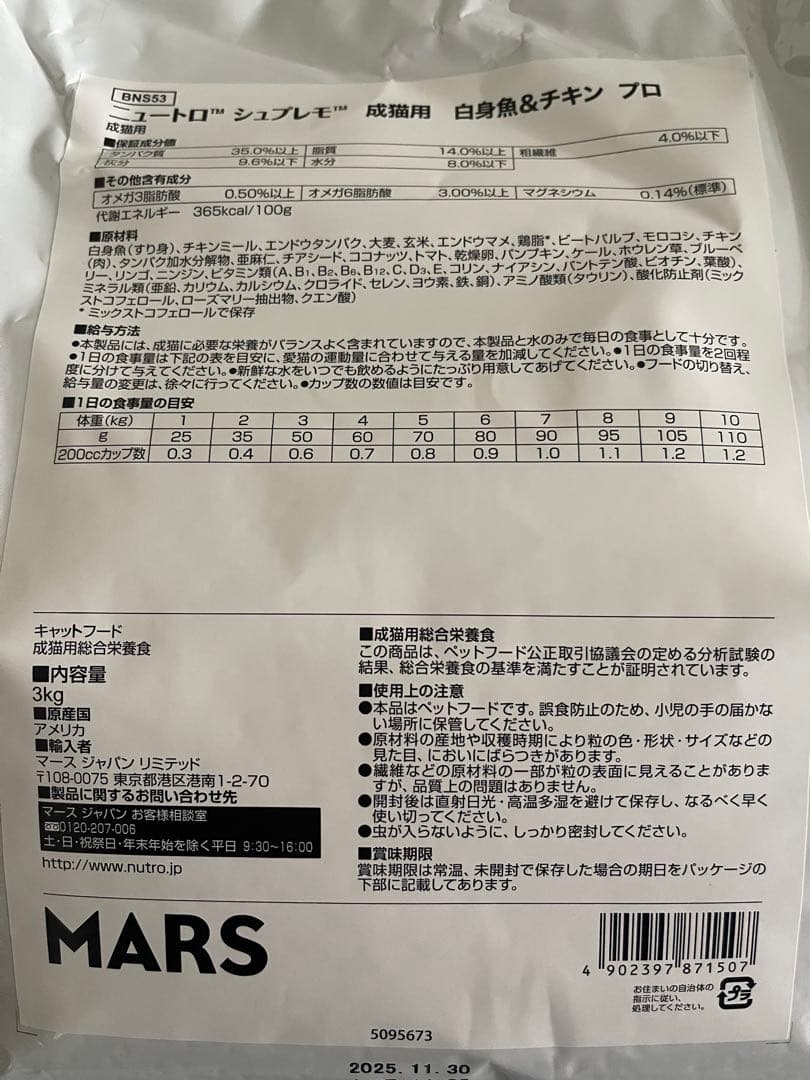 BNS53
ニュートロ™ シュプレモ™ 成猫用 白身魚&チキン プロ
成猫用
■保証成分値
タンパク質 35.0%以上 脂質 14.0%以上 粗繊維 4.0%以下
灰分 9.6%以下 水分 8.0%以下
■その他含有成分
オメガ3脂肪酸 0.50%以上 オメガ6脂肪酸 3.00%以上 マグネシウム 0.14%(標準)
代謝エネルギー 365kcal/100g
■原材料
白身魚(すり身)、チキンミール、エンドウタンパク、大麦、玄米、エンドウマメ、鶏脂*、ビートパルプ、モロコシ、チキン
(肉)、タンパク加水分解物、亜麻仁、チアシード、ココナッツ、トマト、乾燥卵、パンプキン、ケール、ホウレン草、ブルーベ
リー、リンゴ、ニンジン、ビタミン類(A、B1、B2、B6、B12、C、D3、E、コリン、ナイアシン、パントテン酸、ビオチン、葉酸)、
ミネラル類(亜鉛、カリウム、カルシウム、クロライド、セレン、ヨウ素、鉄、銅)、アミノ酸類(タウリン)、酸化防止剤(ミック
ストコフェロール、ローズマリー抽出物、クエン酸)
* ミックストコフェロールで保存
■給与方法
●本製品には、成猫に必要な栄養がバランスよく含まれていますので、本製品と水のみで毎日の食事として十分です。
●1日の食事量は下記の表を目安に、愛猫の運動量に合わせて与える量を加減してください。●1日の食事量を2回程
度に分けて与えてください。●新鮮な水をいつでも飲めるようにたっぷり用意してあげてください。●フードの切り替え、
給与量の変更は、徐々に行ってください。●カップ数の数値は目安です。
■1日の食事量の目安
体重(kg) 1 2 3 4 5 6 7 8 9 10
g 25 35 50 60 70 80 90 95 105 110
200ccカップ数 0.3 0.4 0.6 0.7 0.8 0.9 1.0 1.1 1.2 1.2
キャットフード
成猫用総合栄養食
■内容量
3kg
■原産国
アメリカ
■輸入者
マース ジャパン リミテッド
〒108-0075 東京都港区港南1-2-70
■製品に関するお問い合わせ先
マース ジャパン お客様相談室
0120-207-006
土・日・祝祭日・年末年始を除く平日 9:30~16:00
http://www.nutro.jp
■成猫用総合栄養食
この商品は、ペットフード公正取引協議会の定める分析試験の
結果、総合栄養食の基準を満たすことが証明されています。
■使用上の注意
●本品はペットフードです。誤食防止のため、小児の手の届かな
い場所に保管してください。
●原材料の産地や収穫時期により粒の色・形状・サイズなどの
見た目、においにばらつきがあります。
●繊維などの原材料の一部が粒の表面に見えることがありま
すが、品質上の問題はありません。
●開封後は直射日光・高温多湿を避けて保存し、なるべく早く
使い切ってください。
●虫が入らないように、しっかり密封してください。
■賞味期限
賞味期限は常温、未開封で保存した場合の期日をパッケージの
下部に記載してあります。
MARS
4 902397 871507
お住まいの自治体の
指示に従い、
処理してください。
プラ
5095673
2025. 11. 30